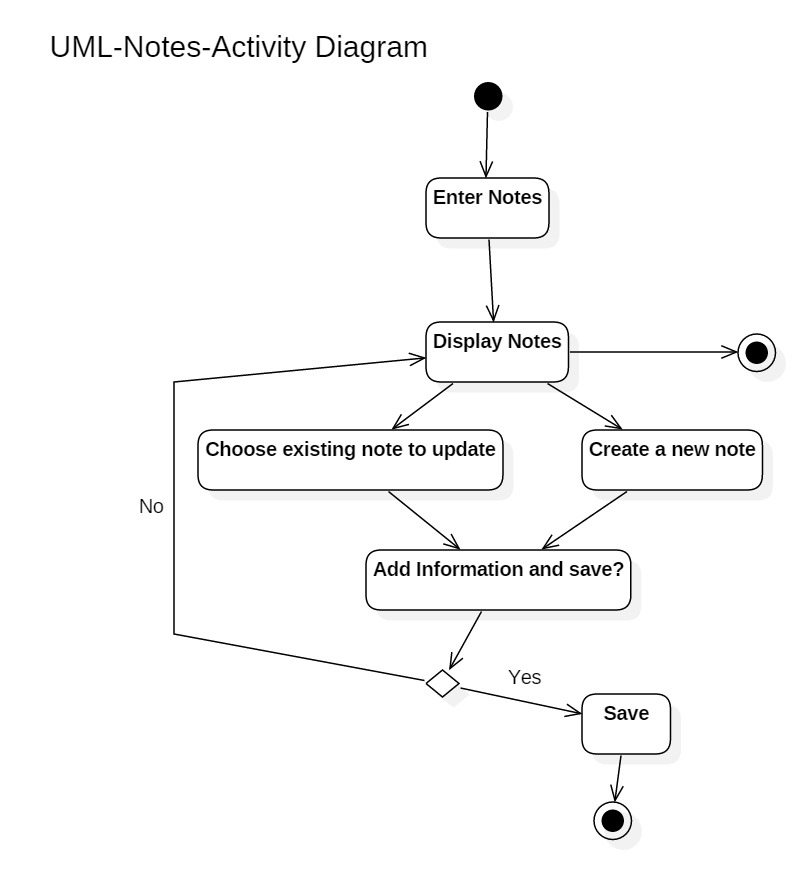 UML-Notes-Activity Diagram
Enter Notes
Display Notes
Choose existing note to update
Create a new note
No
Add Information and save?
Yes
Save